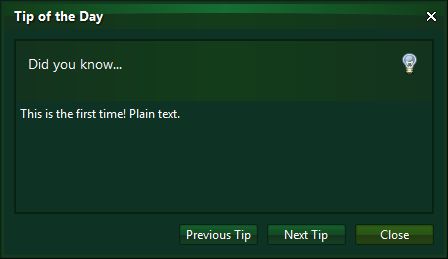 Tip of the Day
Did you know...
This is the first time! Plain text.
Previous Tip
Next Tip
Close